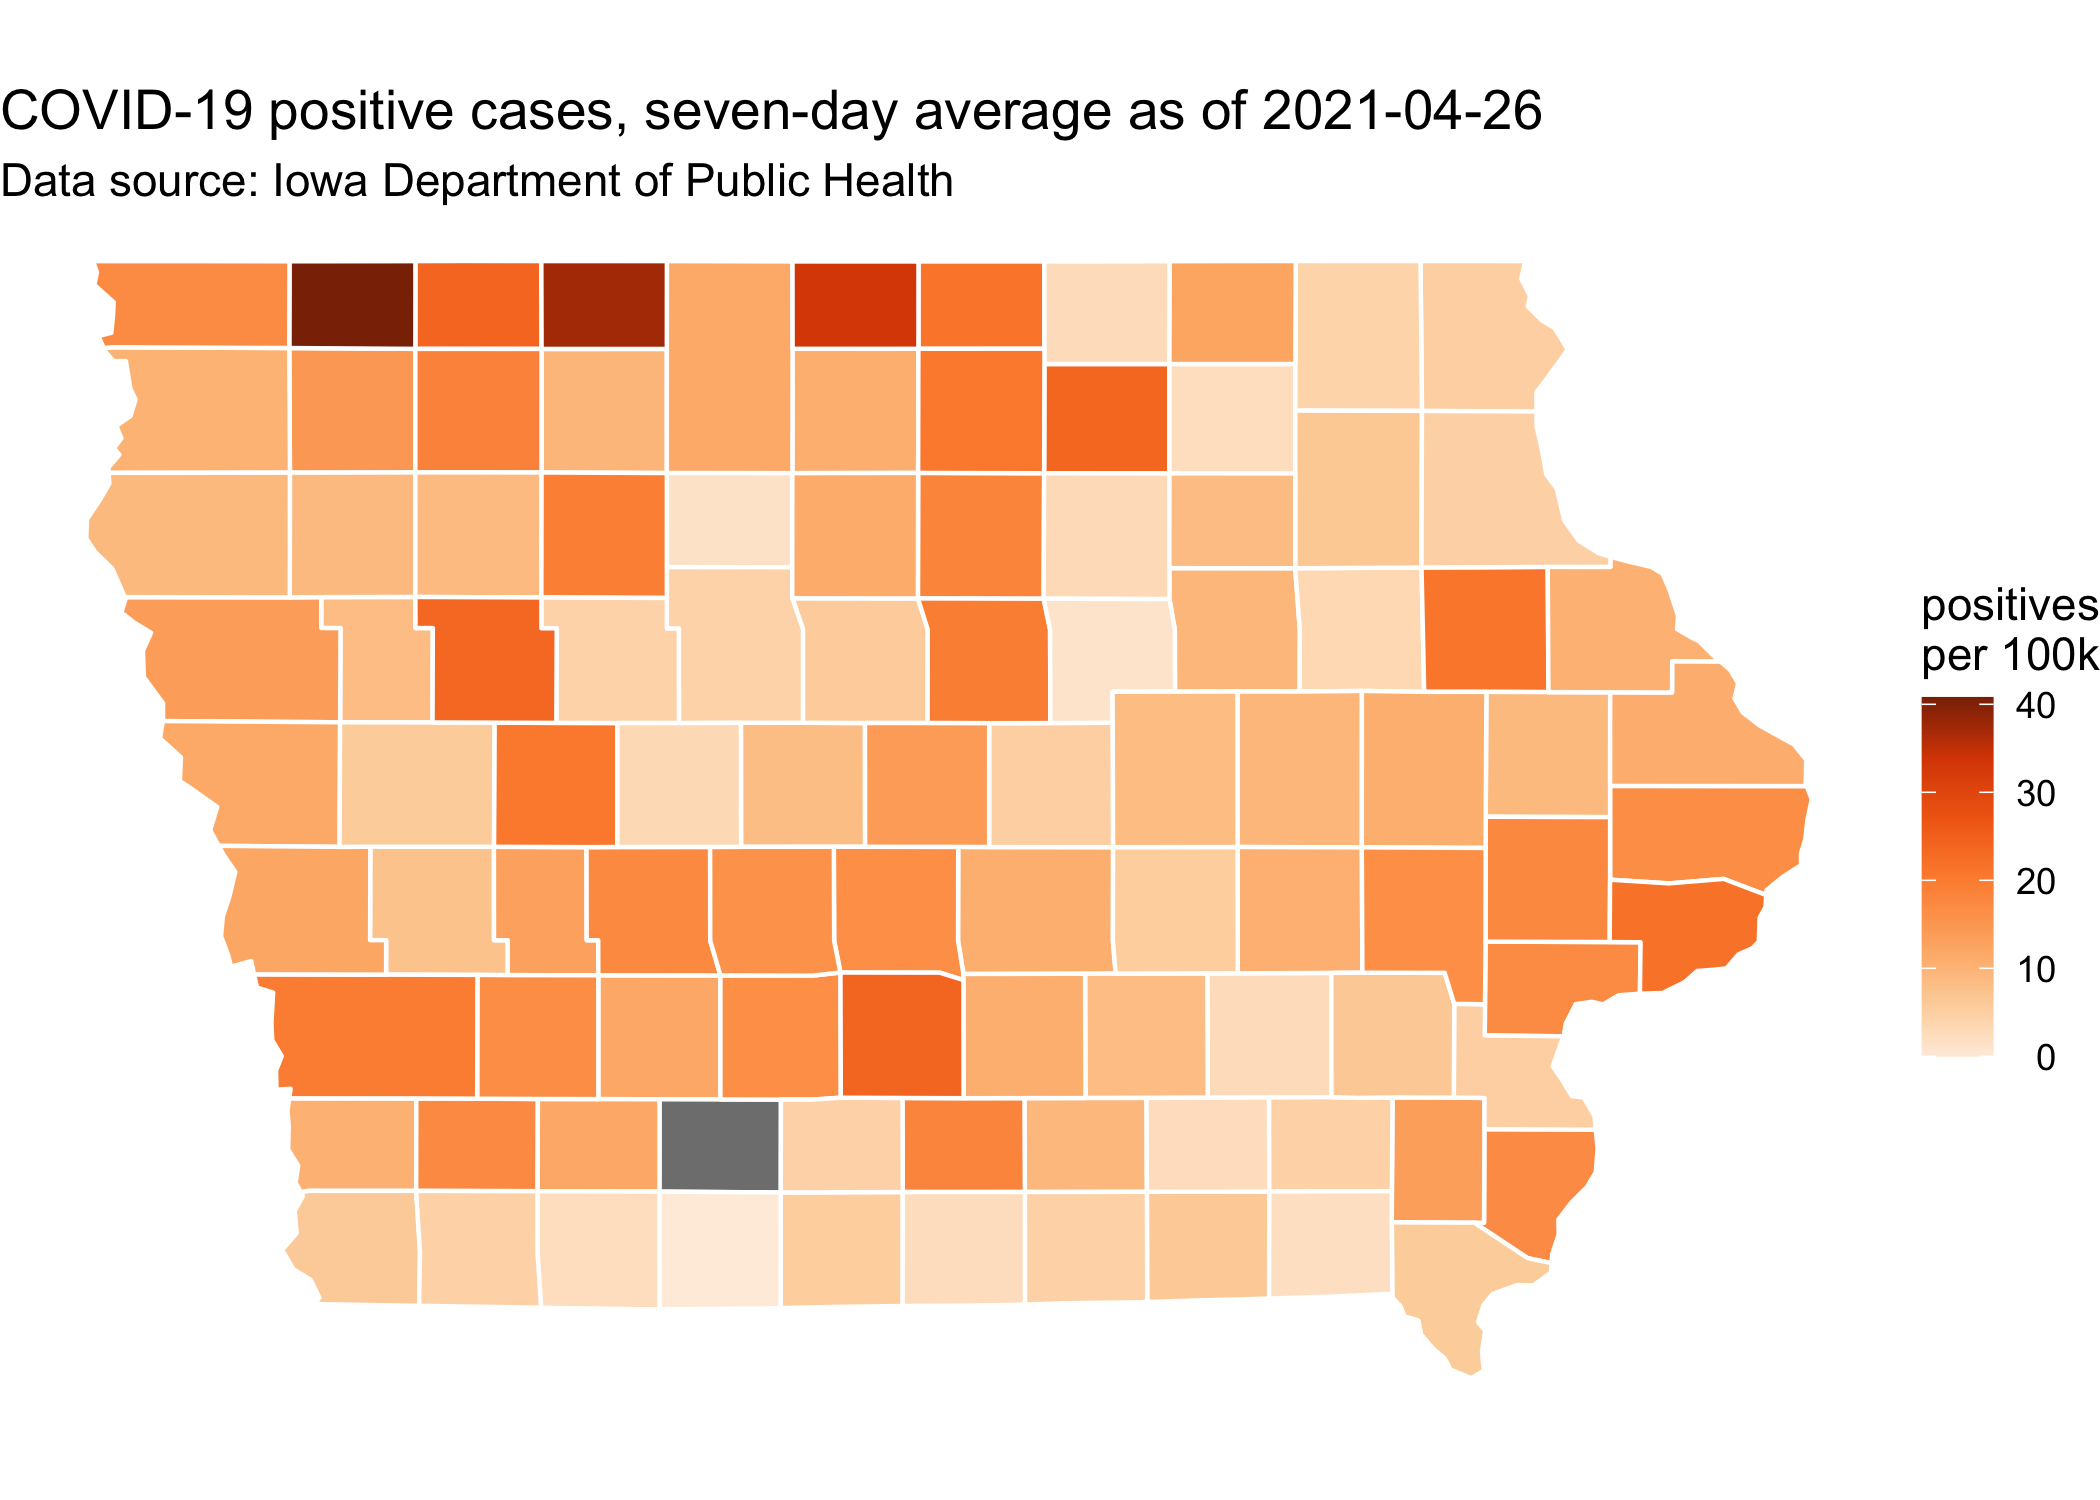 COVID-19 positive cases, seven-day average as of 2021-04-26
Data source: Iowa Department of Public Health
positives
per 100k
40
30
20
10
0